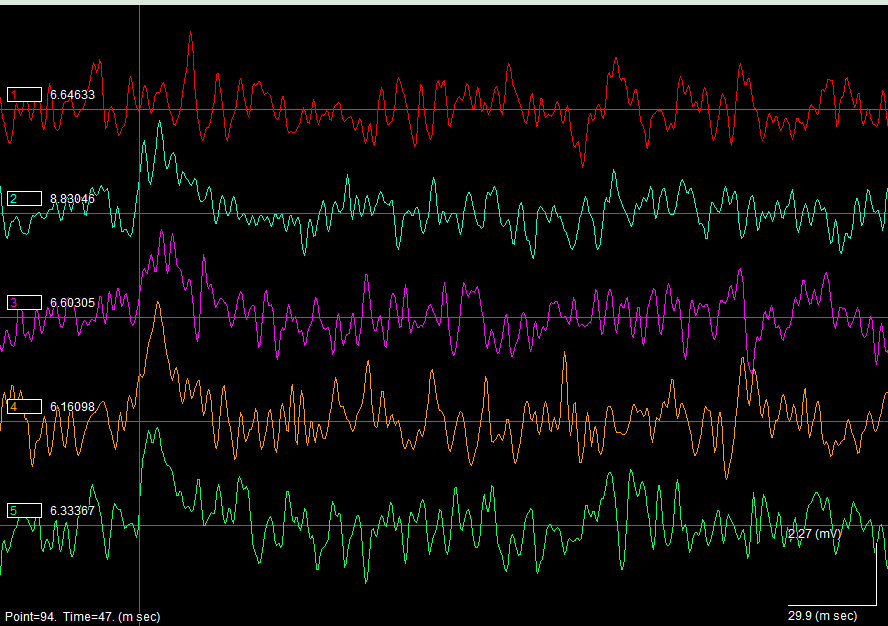 1 6.64633
2 8.83046
3 6.60305
4 6.16098
5 6.33367
2.27 (mV)
29.9 (m sec)
Point=94. Time=47. (m sec)